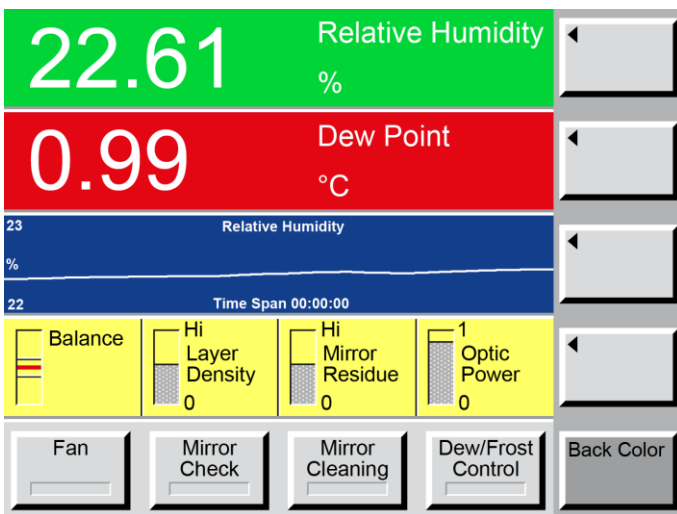 22.61
Relative Humidity
%
0.99
Dew Point
°C
23
Relative Humidity
%
22
Time Span 00:00:00
Balance
Hi
Layer
Density
0
Hi
Mirror
Residue
0
1
Optic
Power
0
Fan
Mirror
Check
Mirror
Cleaning
Dew/Frost
Control
Back Color